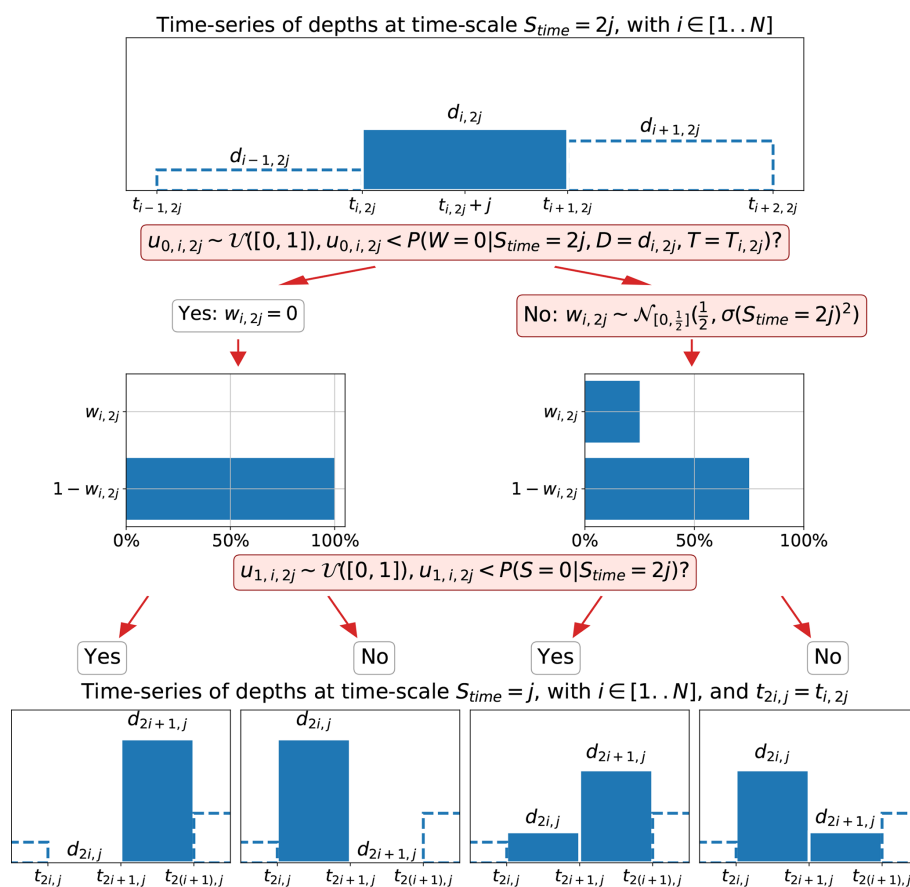 Time-series of depths at time-scale S_time = 2j, with i ∈ [1..N]
d_{i,2j}
d_{i+1,2j}
d_{i−1,2j}
t_{i−1,2j} t_{i,2j} t_{i,2j} + j t_{i+1,2j} t_{i+2,2j}
u_{0,i,2j} ~ 𝒰([0, 1]), u_{0,i,2j} < P(W = 0|S_time = 2j, D = d_{i,2j}, T = T_{i,2j})?
Yes: w_{i,2j} = 0
No: w_{i,2j} ~ 𝒩_{[0,1/2]}(1/2, σ(S_time = 2j)²)
w_{i,2j}
1 − w_{i,2j}
0% 50% 100%
w_{i,2j}
1 − w_{i,2j}
0% 50% 100%
u_{1,i,2j} ~ 𝒰([0, 1]), u_{1,i,2j} < P(S = 0|S_time = 2j)?
Yes No Yes No
Time-series of depths at time-scale S_time = j, with i ∈ [1..N], and t_{2i,j} = t_{i,2j}
d_{2i+1,j}
d_{2i,j}
t_{2i,j} t_{2i+1,j} t_{2(i+1),j}
d_{2i,j}
d_{2i+1,j}
t_{2i,j} t_{2i+1,j} t_{2(i+1),j}
d_{2i+1,j}
d_{2i,j}
t_{2i,j} t_{2i+1,j} t_{2(i+1),j}
d_{2i,j}
d_{2i+1,j}
t_{2i,j} t_{2i+1,j} t_{2(i+1),j}